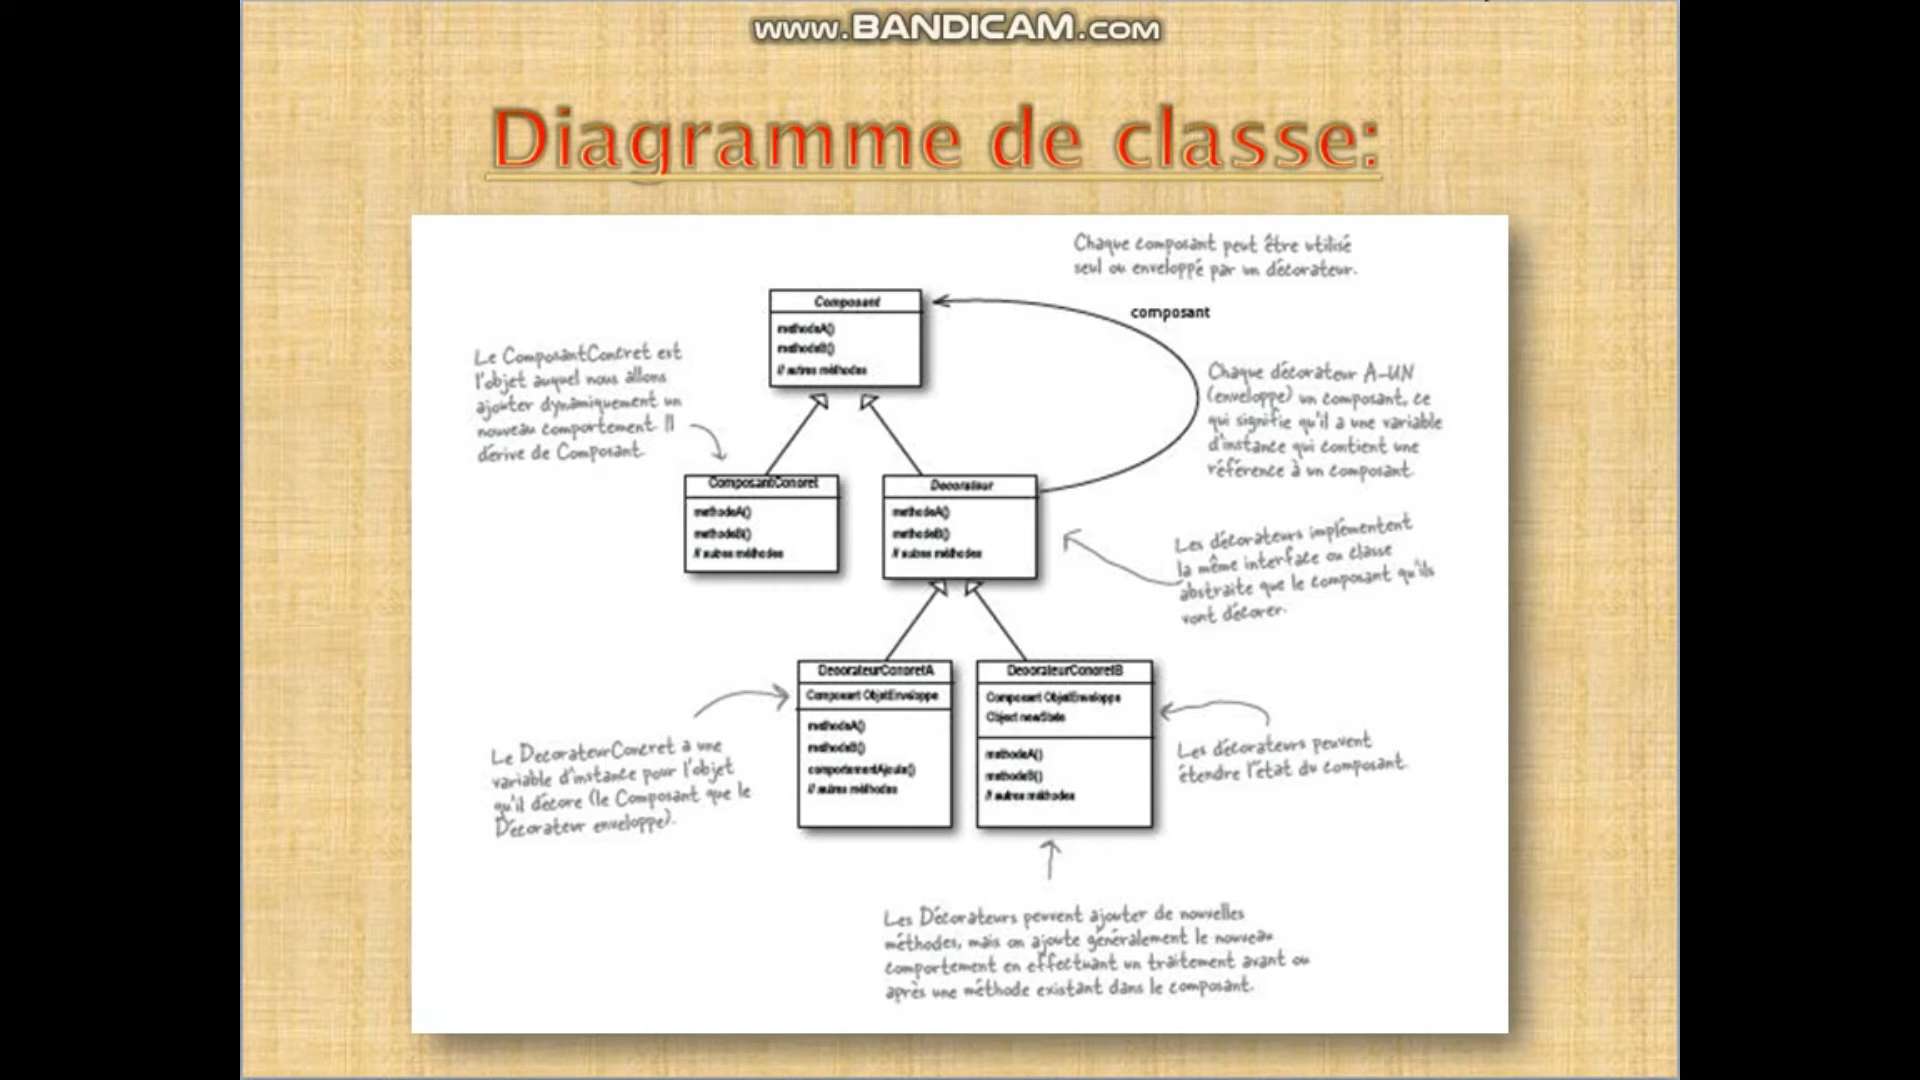 www.BANDICAM.com
Diagramme de classe:
Chaque composant peut être utilisé
seul ou enveloppé par un décorateur.
composant
Composant
methodeA()
methodeB()
// autres méthodes
Le ComposantConcret est
l'objet auquel nous allons
ajouter dynamiquement un
nouveau comportement. Il
dérive de Composant.
Chaque décorateur A-UN
(enveloppe) un composant, ce
qui signifie qu'il a une variable
d'instance qui contient une
référence à un composant.
ComposantConcret
methodeA()
methodeB()
// autres méthodes
Decorateur
methodeA()
methodeB()
// autres méthodes
Les décorateurs implémentent
la même interface ou classe
abstraite que le composant qu'ils
vont décorer.
DecorateurConcretA
Composant ObjetEnveloppe
methodeA()
methodeB()
comportementAjoute()
// autres méthodes
DecorateurConcretB
Composant ObjetEnveloppe
Object newState
methodeA()
methodeB()
// autres méthodes
Le DecorateurConcret a une
variable d'instance pour l'objet
qu'il décore (le Composant que le
Décorateur enveloppe).
Les décorateurs peuvent
étendre l'état du composant.
Les Décorateurs peuvent ajouter de nouvelles
méthodes, mais on ajoute généralement le nouveau
comportement en effectuant un traitement avant ou
après une méthode existant dans le composant.